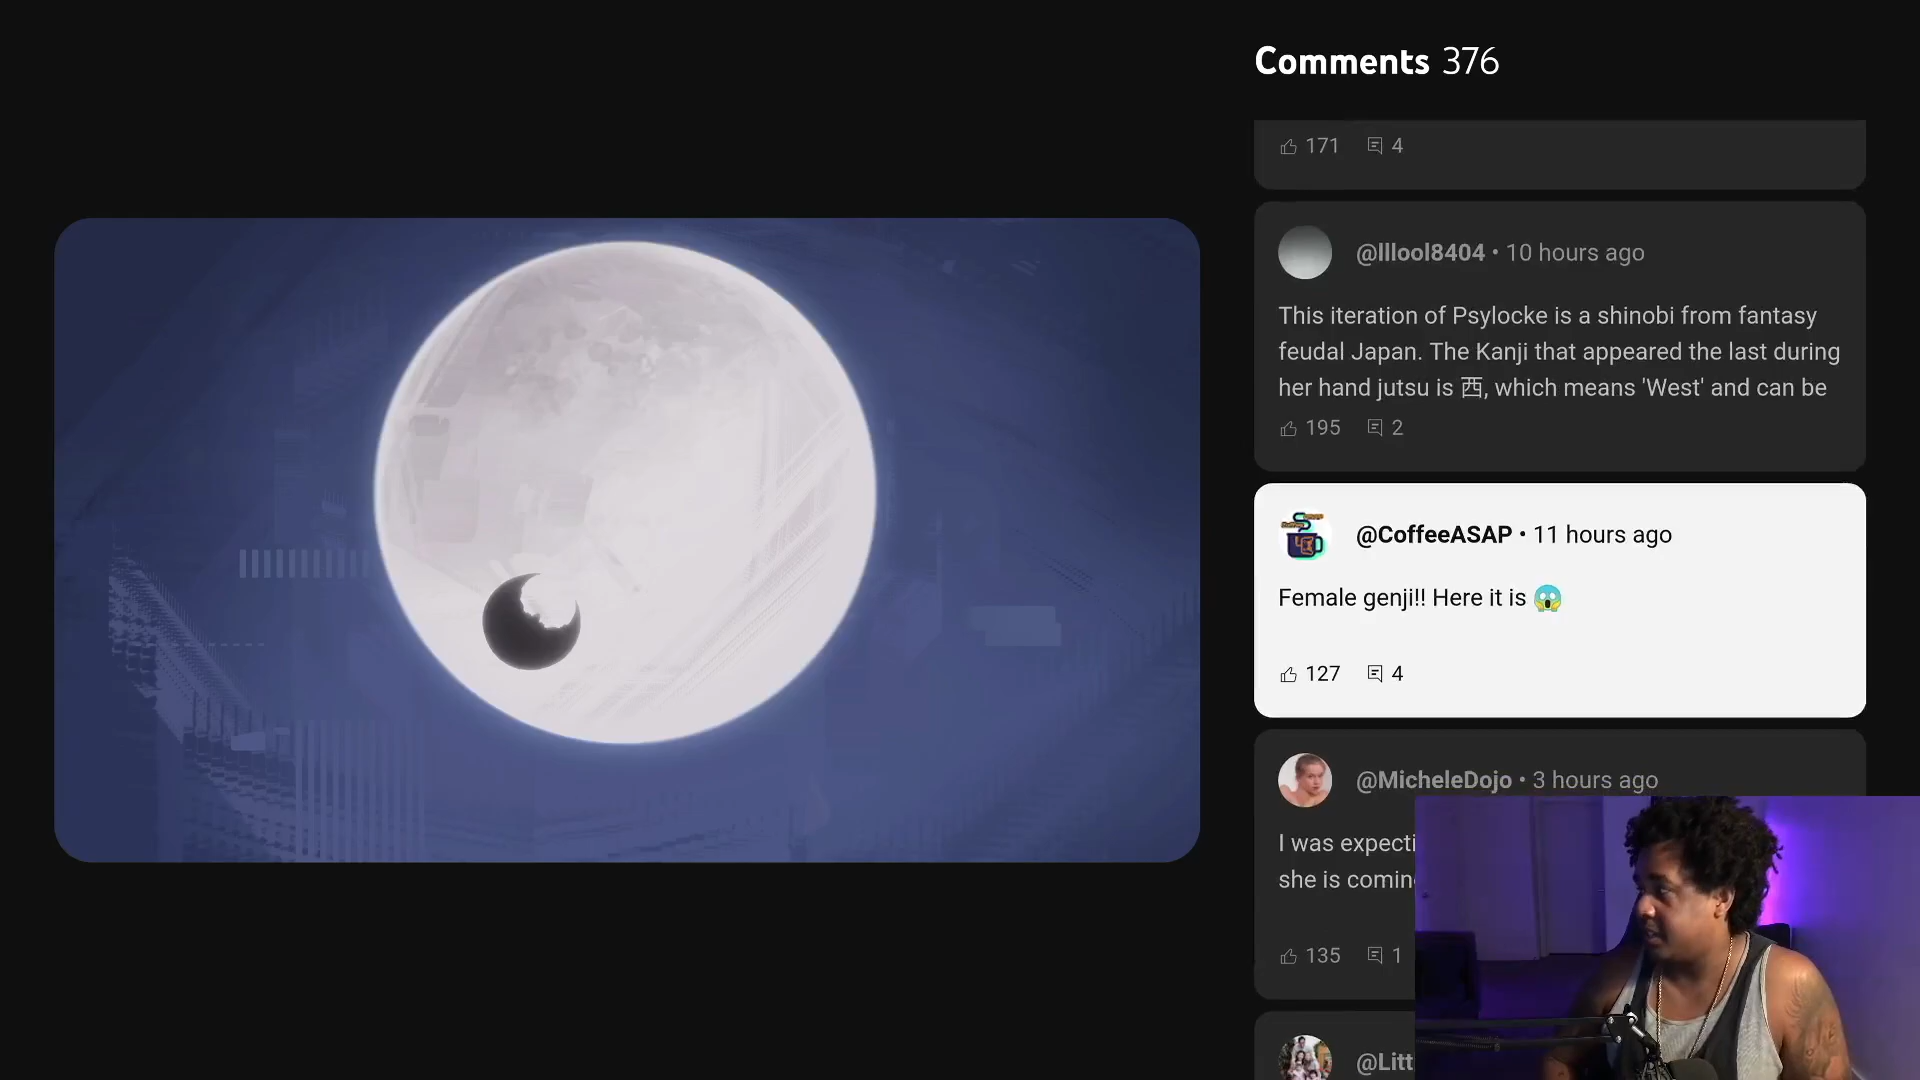 Comments 376
171 4
@lllool8404 • 10 hours ago
This iteration of Psylocke is a shinobi from fantasy
feudal Japan. The Kanji that appeared the last during
her hand jutsu is 西, which means 'West' and can be
195 2
@CoffeeASAP • 11 hours ago
Female genji!! Here it is 😱
127 4
@MicheleDojo • 3 hours ago
I was expecti
she is comin
135 1
@Litt